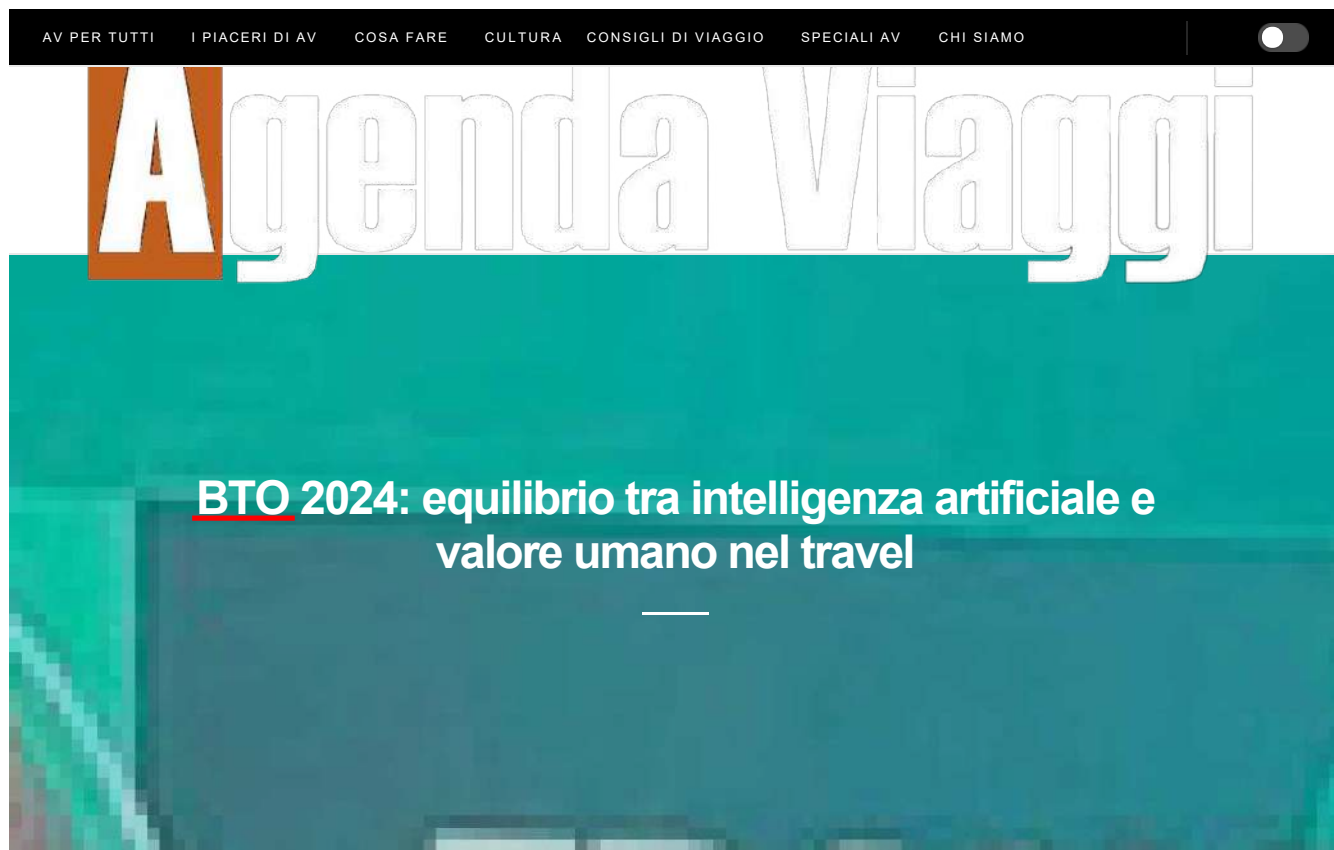 AV PER TUTTI I PIACERI DI AV COSA FARE CULTURA CONSIGLI DI VIAGGIO SPECIALI AV CHI SIAMO
Agenda Viaggi
BTO 2024: equilibrio tra intelligenza artificiale e
valore umano nel travel